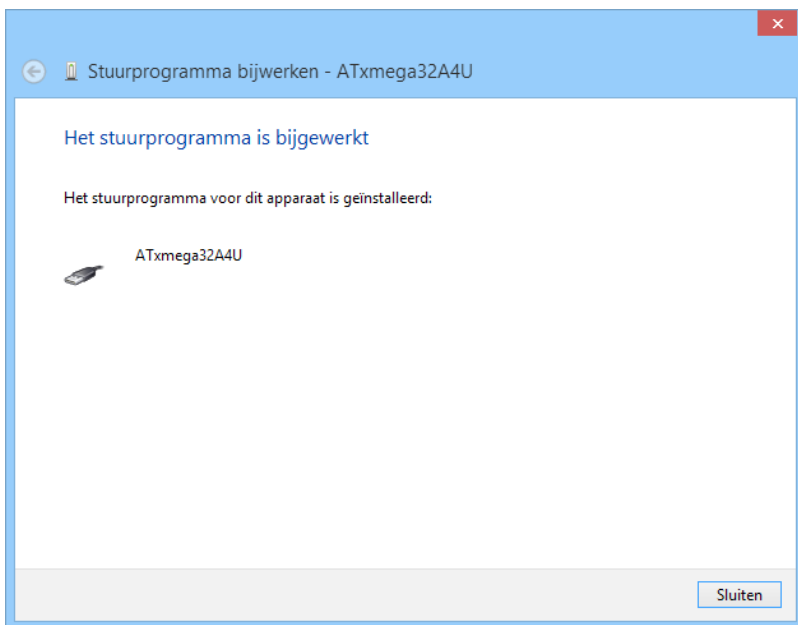 Stuurprogramma bijwerken - ATxmega32A4U
Het stuurprogramma is bijgewerkt
Het stuurprogramma voor dit apparaat is geïnstalleerd:
ATxmega32A4U
Sluiten